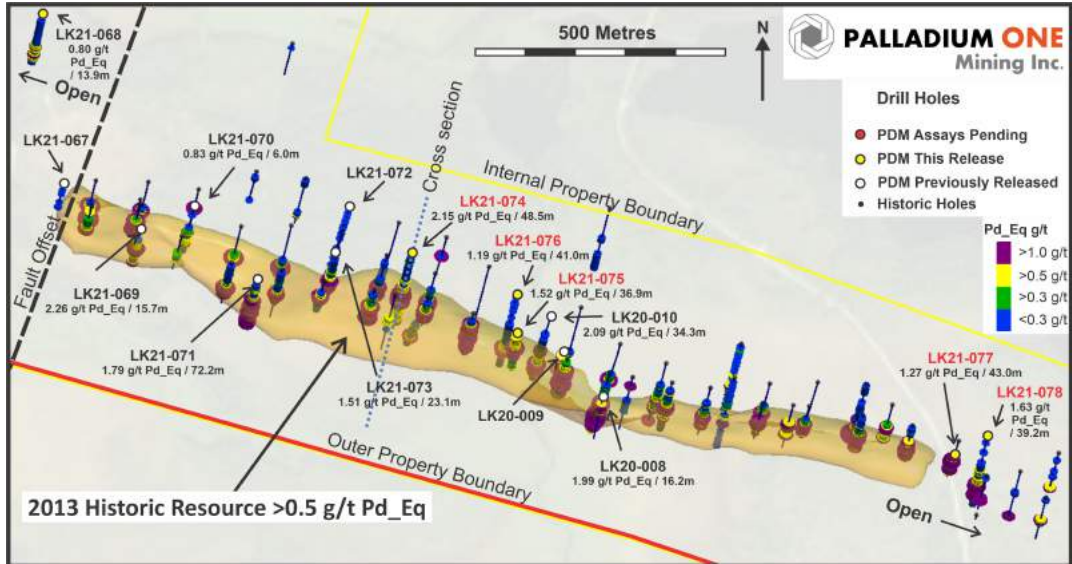 LK21-068
0.80 g/t
Pd_Eq
/ 13.9m
Open
500 Metres
N
PALLADIUM ONE
Mining Inc.
Drill Holes
PDM Assays Pending
PDM This Release
PDM Previously Released
Historic Holes
Pd_Eq g/t
>1.0 g/t
>0.5 g/t
>0.3 g/t
<0.3 g/t
LK21-067
LK21-070
0.83 g/t Pd_Eq / 6.0m
LK21-072
Cross section
Internal Property Boundary
LK21-074
2.15 g/t Pd_Eq / 48.5m
LK21-076
1.19 g/t Pd_Eq / 41.0m
LK21-075
1.52 g/t Pd_Eq / 36.9m
LK20-010
2.09 g/t Pd_Eq / 34.3m
Fault Offset
LK21-069
2.26 g/t Pd_Eq / 15.7m
LK21-071
1.79 g/t Pd_Eq / 72.2m
LK21-073
1.51 g/t Pd_Eq / 23.1m
LK20-009
LK20-008
1.99 g/t Pd_Eq / 16.2m
LK21-077
1.27 g/t Pd_Eq / 43.0m
LK21-078
1.63 g/t
Pd_Eq
/ 39.2m
Outer Property Boundary
2013 Historic Resource >0.5 g/t Pd_Eq
Open